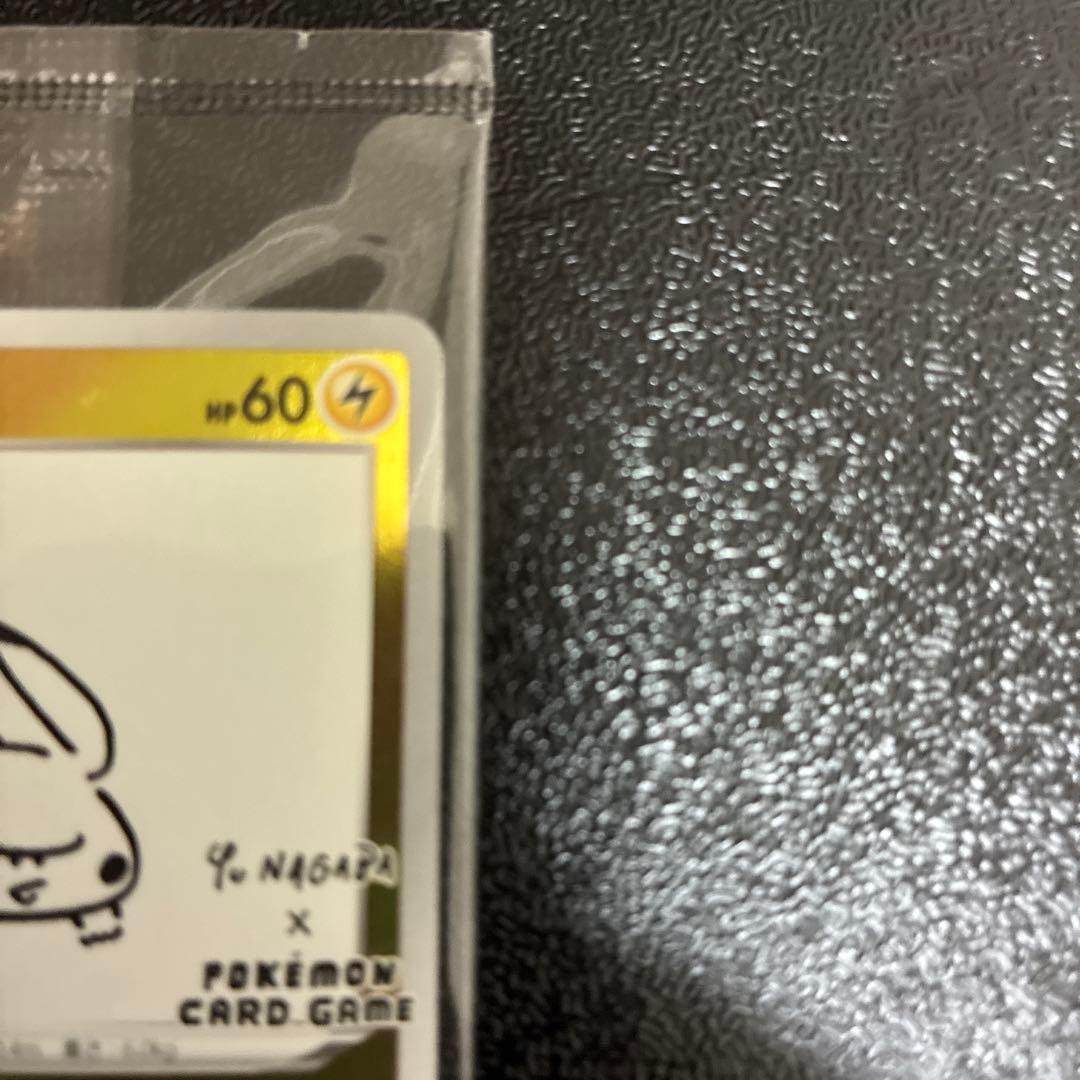 HP60
Yu NAGABA
×
POKÉMON
CARD GAME